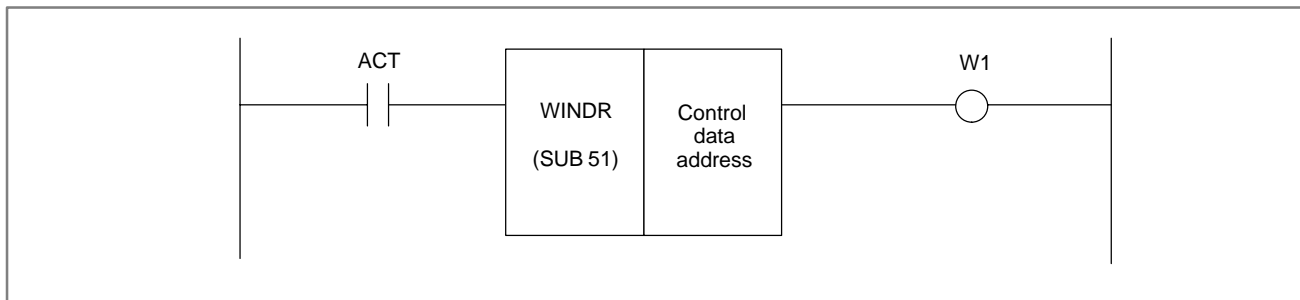 ACT
WINDR
(SUB 51)
Control
data
address
W1